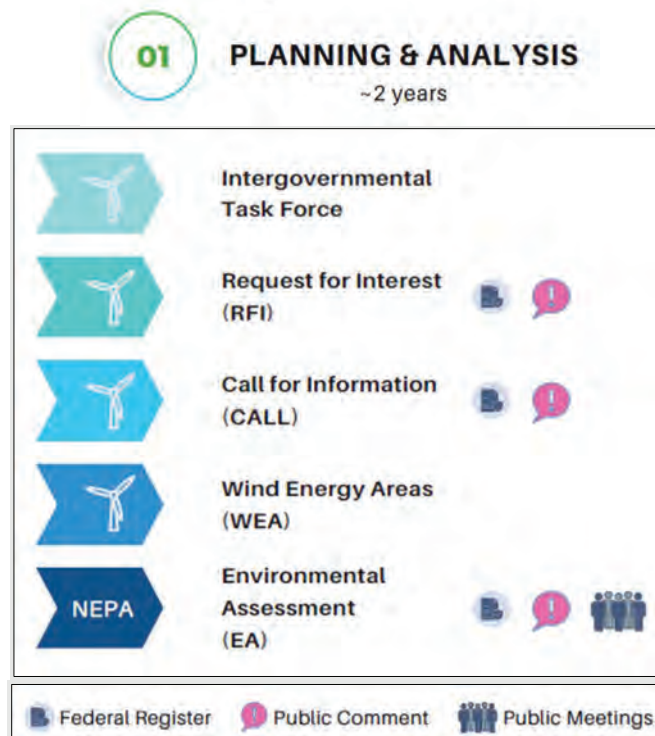 01 PLANNING & ANALYSIS
~2 years
Intergovernmental
Task Force
Request for Interest
(RFI)
Call for Information
(CALL)
Wind Energy Areas
(WEA)
NEPA
Environmental
Assessment
(EA)
Federal Register Public Comment Public Meetings